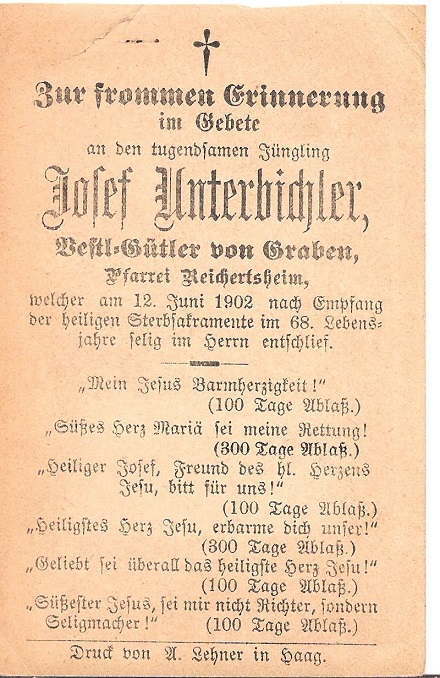 Zur frommen Erinnerung
im Gebete
an den tugendsamen Jüngling
Josef Unterbichler,
Vestl-Gütler von Graben,
Pfarrei Reichertsheim,
welcher am 12. Juni 1902 nach Empfang
der heiligen Sterbsakramente im 68. Lebens-
jahre selig im Herrn entschlief.
„Mein Jesus Barmherzigkeit!"
(100 Tage Ablaß.)
„Süßes Herz Mariä sei meine Rettung!
(300 Tage Ablaß.)
„Heiliger Josef, Freund des hl. Herzens
Jesu, bitt für uns!"
(100 Tage Ablaß.)
„Heiligstes Herz Jesu, erbarme dich unser!"
(300 Tage Ablaß.)
„Geliebt sei überall das heiligste Herz Jesu!"
(100 Tage Ablaß.)
„Süßester Jesus, sei mir nicht Richter, sondern
Seligmacher!" (100 Tage Ablaß.)
Druck von A. Lehner in Haag.